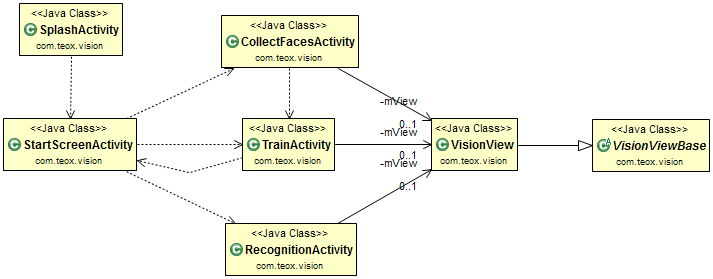 <<Java Class>>
SplashActivity
com.teox.vision
<<Java Class>>
CollectFacesActivity
com.teox.vision
<<Java Class>>
StartScreenActivity
com.teox.vision
<<Java Class>>
TrainActivity
com.teox.vision
<<Java Class>>
RecognitionActivity
com.teox.vision
-mView
0..1
-mView
0..1
-mView
0..1
<<Java Class>>
VisionView
com.teox.vision
<<Java Class>>
VisionViewBase
com.teox.vision